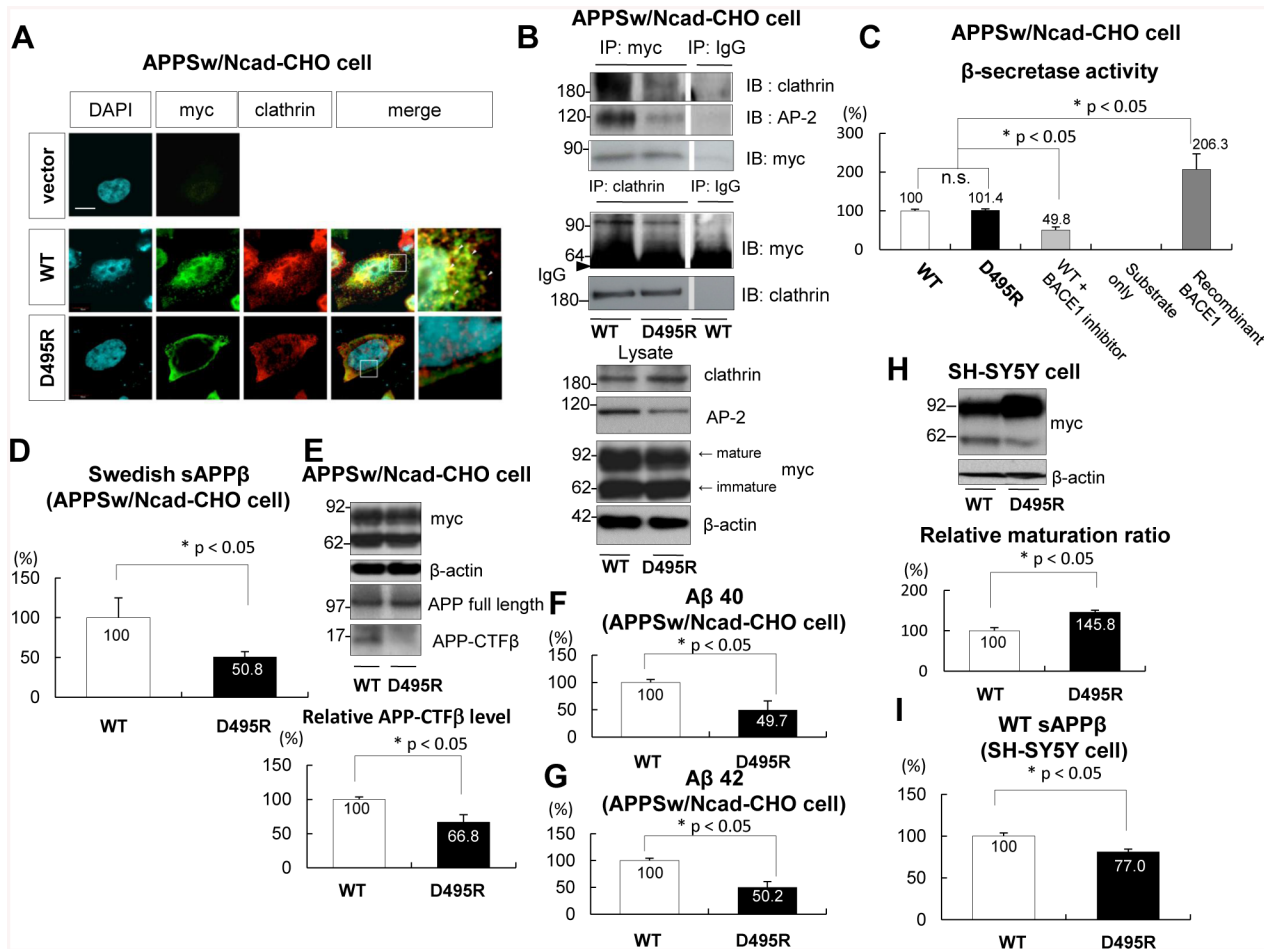 A
APPSw/Ncad-CHO cell
DAPI myc clathrin merge
vector
WT
D495R
B
APPSw/Ncad-CHO cell
IP: myc IP: IgG
180 IB : clathrin
120 IB : AP-2
90 IB: myc
IP: clathrin IP: IgG
90
64 IB: myc
IgG
180 IB: clathrin
WT D495R WT
Lysate
180 clathrin
120 AP-2
92 ← mature
myc
62 ← immature
42 β-actin
WT D495R
C
APPSw/Ncad-CHO cell
β-secretase activity
* p < 0.05
* p < 0.05
n.s.
(%)
300
200
100
0
100
101.4
49.8
206.3
WT
D495R
WT +
BACE1 inhibitor
Substrate
only
Recombinant
BACE1
D
Swedish sAPPβ
(APPSw/Ncad-CHO cell)
* p < 0.05
(%)
150
100
50
0
100
50.8
WT D495R
E
APPSw/Ncad-CHO cell
92 myc
62
β-actin
97 APP full length
17 APP-CTFβ
WT D495R
Relative APP-CTFβ level
* p < 0.05
(%)
150
100
50
0
100
66.8
WT D495R
F
Aβ 40
(APPSw/Ncad-CHO cell)
* p < 0.05
(%)
150
100
50
0
100
49.7
WT D495R
G
Aβ 42
(APPSw/Ncad-CHO cell)
* p < 0.05
(%)
150
100
50
0
100
50.2
WT D495R
H
SH-SY5Y cell
92 myc
62
β-actin
WT D495R
Relative maturation ratio
* p < 0.05
(%)
200
100
0
100
145.8
WT D495R
I
WT sAPPβ
(SH-SY5Y cell)
* p < 0.05
(%)
150
100
50
0
100
77.0
WT D495R